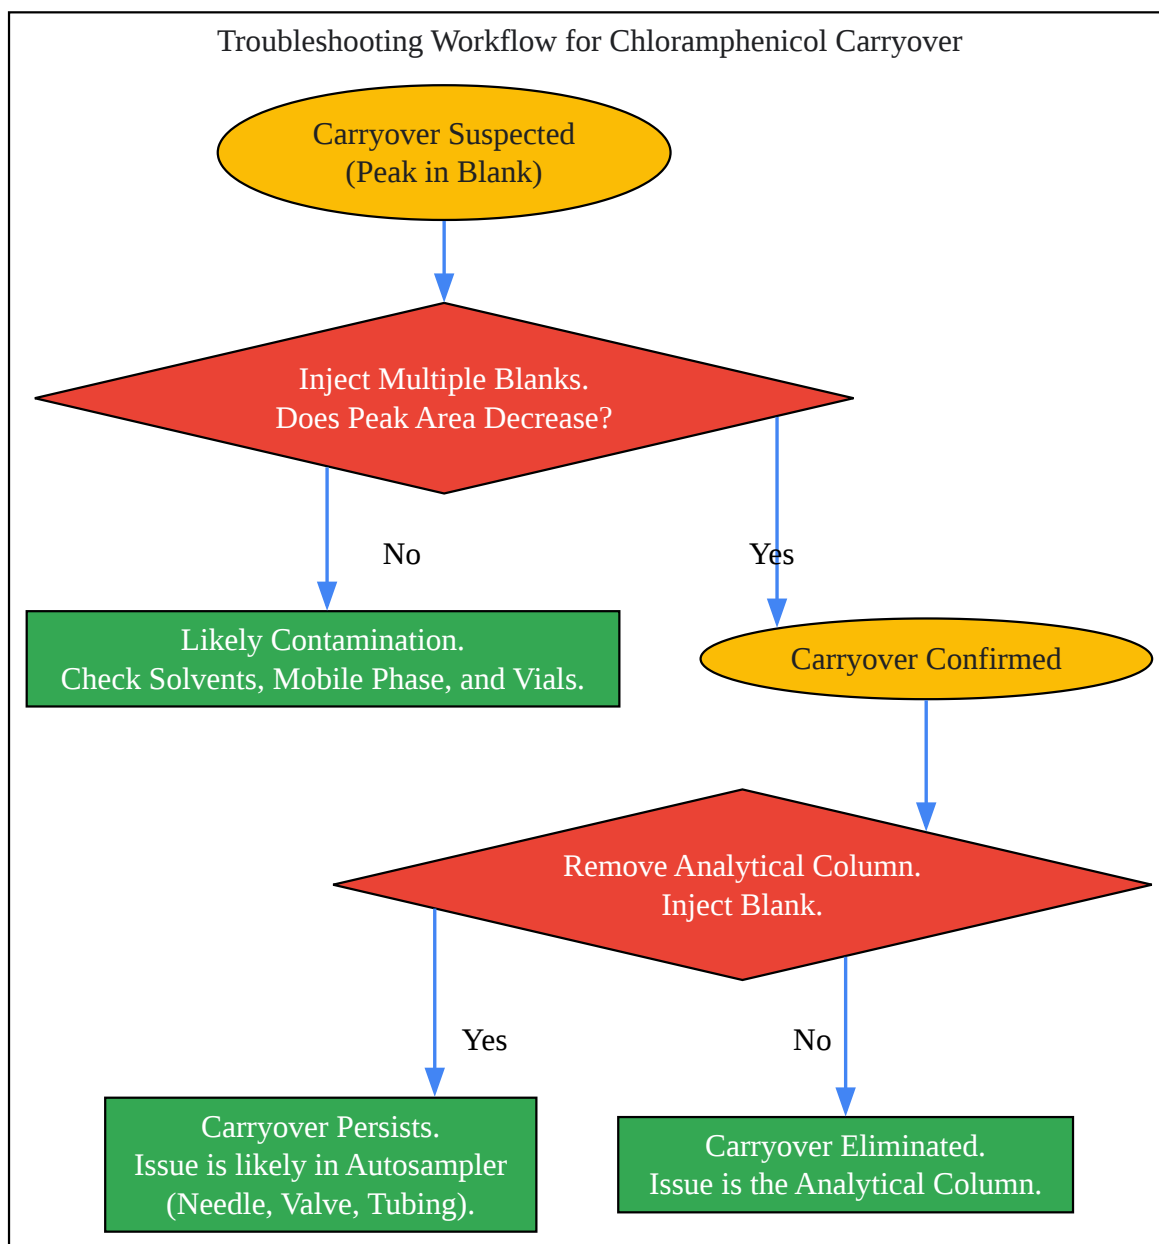 Troubleshooting Workflow for Chloramphenicol Carryover
Carryover Suspected
(Peak in Blank)
Inject Multiple Blanks.
Does Peak Area Decrease?
No
Yes
Likely Contamination.
Check Solvents, Mobile Phase, and Vials.
Carryover Confirmed
Remove Analytical Column.
Inject Blank.
Yes
No
Carryover Persists.
Issue is likely in Autosampler
(Needle, Valve, Tubing).
Carryover Eliminated.
Issue is the Analytical Column.